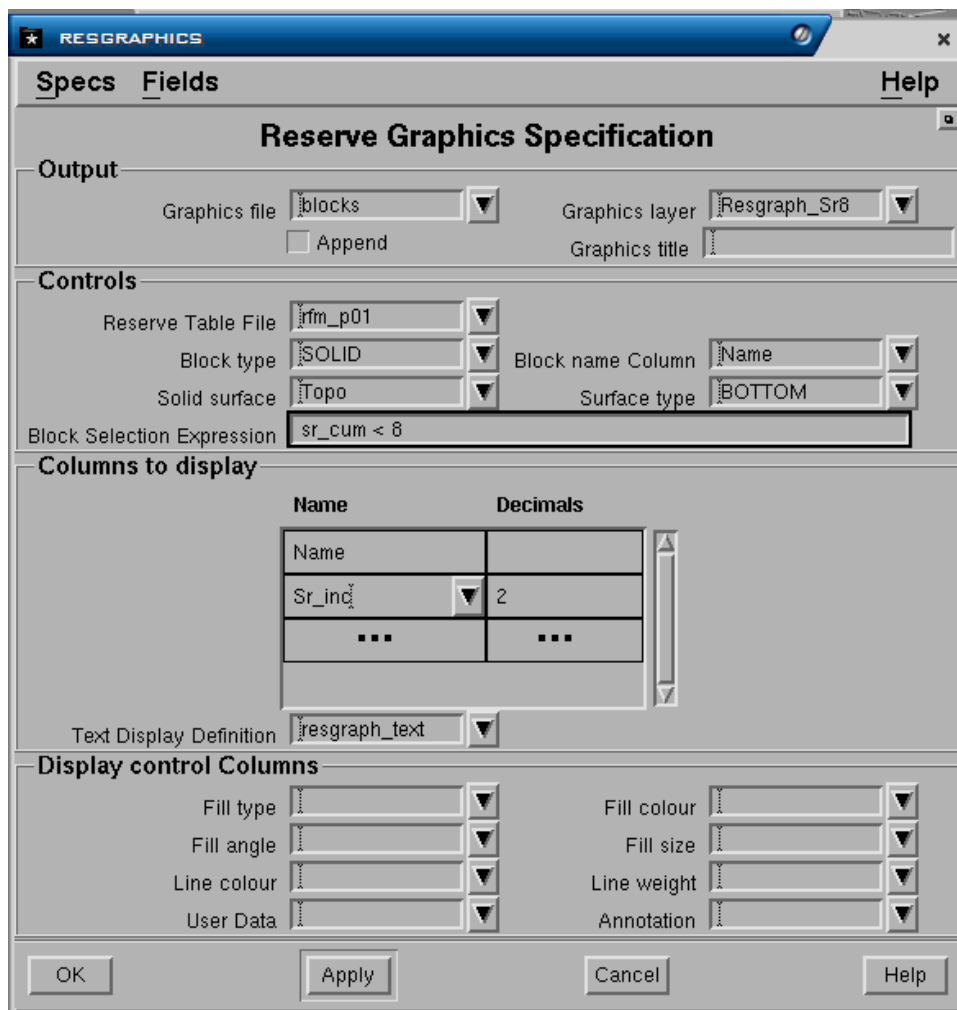 RESGRAPHICS
Specs Fields Help
Reserve Graphics Specification
Output
Graphics file blocks Graphics layer Resgraph_Sr8
Append Graphics title
Controls
Reserve Table File rfm_p01
Block type SOLID Block name Column Name
Solid surface Topo Surface type BOTTOM
Block Selection Expression sr_cum < 8
Columns to display
Name Decimals
Name
Sr_inc 2
... ...
Text Display Definition resgraph_text
Display control Columns
Fill type Fill colour
Fill angle Fill size
Line colour Line weight
User Data Annotation
OK Apply Cancel Help